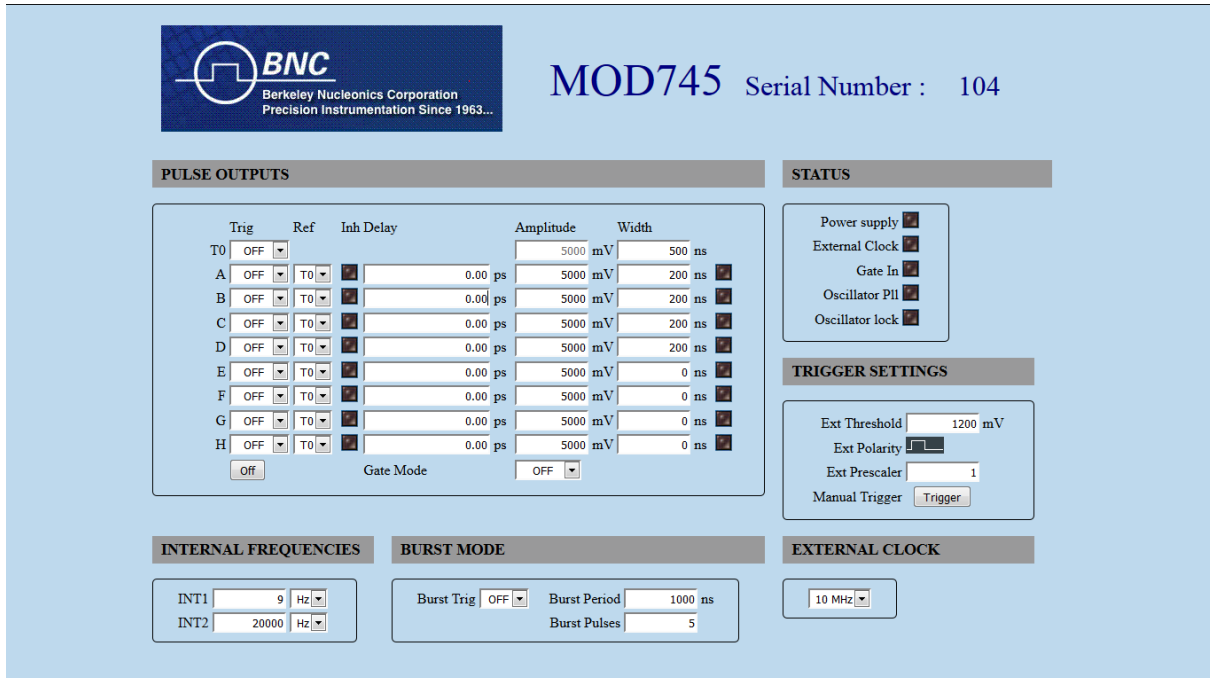 BNC
Berkeley Nucleonics Corporation
Precision Instrumentation Since 1963...
MOD745 Serial Number : 104
PULSE OUTPUTS
Trig Ref Inh Delay Amplitude Width
T0 OFF 5000 mV 500 ns
A OFF T0 0.00 ps 5000 mV 200 ns
B OFF T0 0.00 ps 5000 mV 200 ns
C OFF T0 0.00 ps 5000 mV 200 ns
D OFF T0 0.00 ps 5000 mV 200 ns
E OFF T0 0.00 ps 5000 mV 0 ns
F OFF T0 0.00 ps 5000 mV 0 ns
G OFF T0 0.00 ps 5000 mV 0 ns
H OFF T0 0.00 ps 5000 mV 0 ns
Off Gate Mode OFF
STATUS
Power supply
External Clock
Gate In
Oscillator Pll
Oscillator lock
TRIGGER SETTINGS
Ext Threshold 1200 mV
Ext Polarity
Ext Prescaler 1
Manual Trigger Trigger
INTERNAL FREQUENCIES
INT1 9 Hz
INT2 20000 Hz
BURST MODE
Burst Trig OFF Burst Period 1000 ns
Burst Pulses 5
EXTERNAL CLOCK
10 MHz